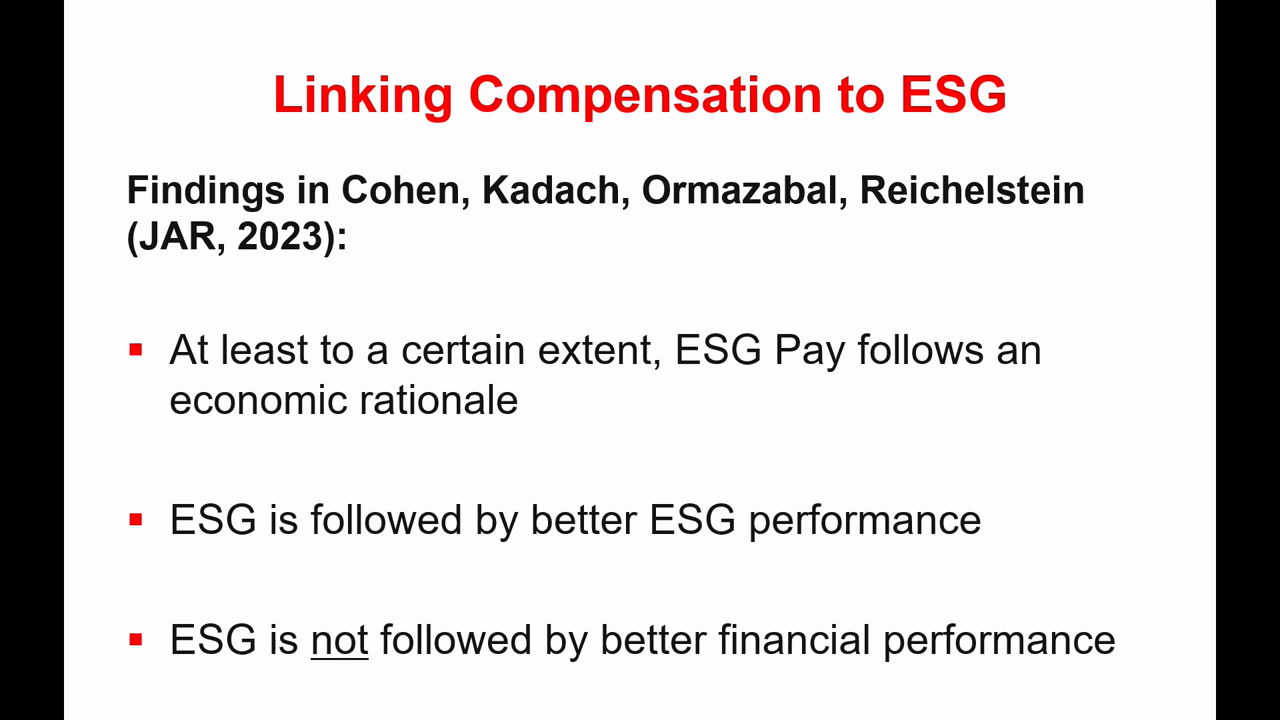 Linking Compensation to ESG
Findings in Cohen, Kadach, Ormazabal, Reichelstein
(JAR, 2023):
▪ At least to a certain extent, ESG Pay follows an
economic rationale
▪ ESG is followed by better ESG performance
▪ ESG is not followed by better financial performance